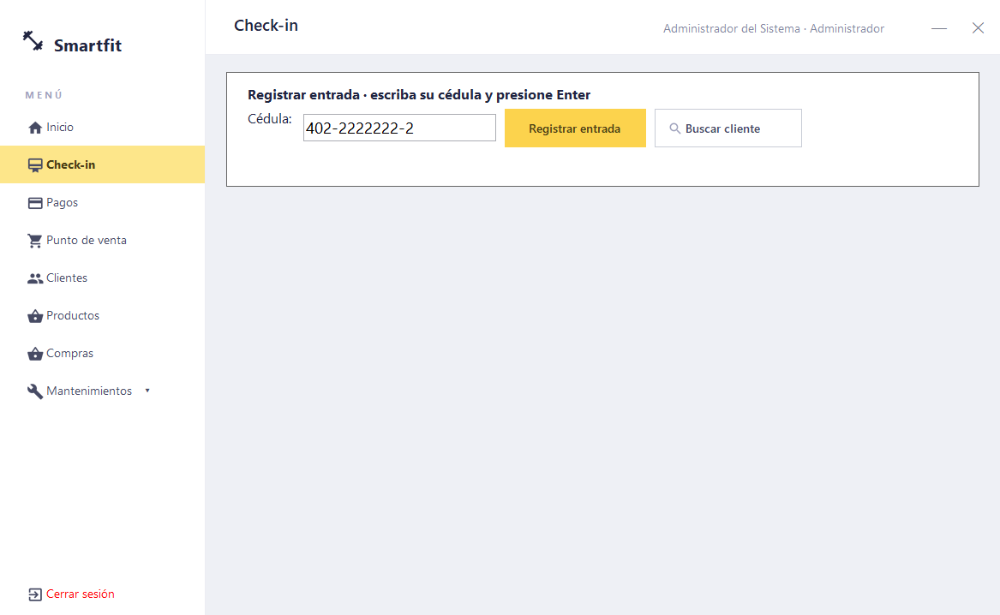 Smartfit
MENÚ
Inicio
Check-in
Pagos
Punto de venta
Clientes
Productos
Compras
Mantenimientos
Cerrar sesión
Check-in
Administrador del Sistema · Administrador
Registrar entrada · escriba su cédula y presione Enter
Cédula: 402-2222222-2 Registrar entrada Buscar cliente